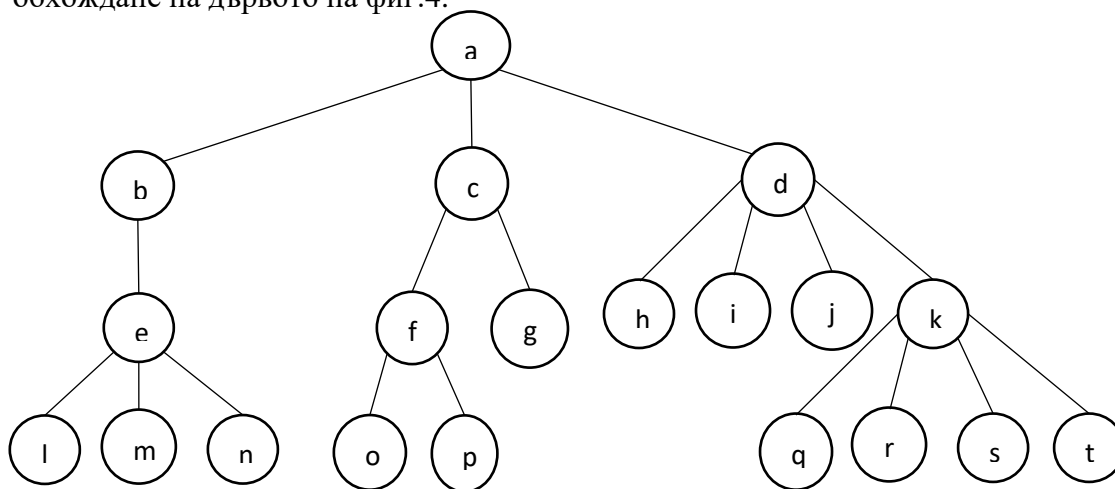 обхождане на дървото на фиг.4.
a
b c d
e f g h i j k
l m n o p q r s t